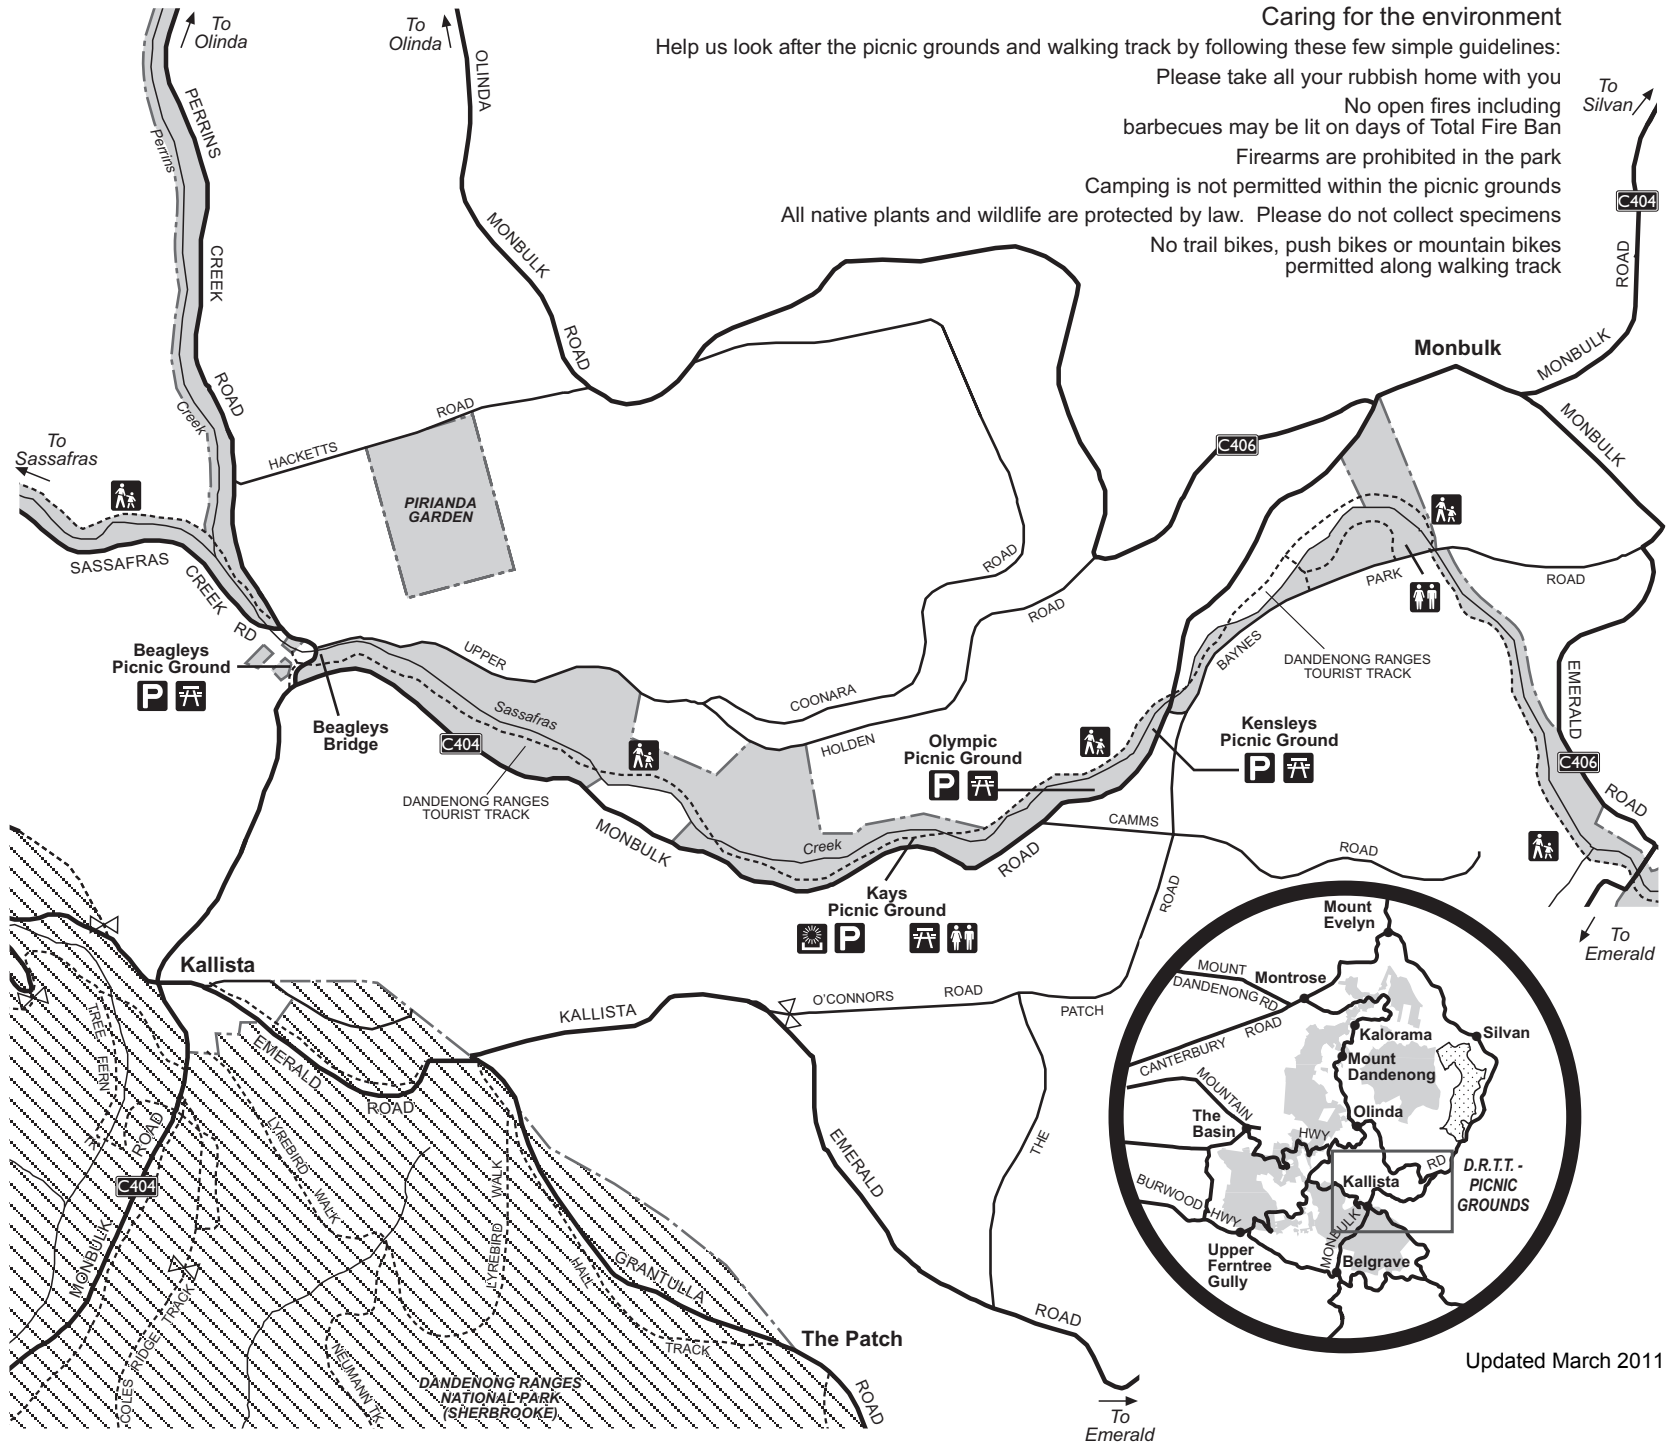 Caring for the environment
Help us look after the picnic grounds and walking track by following these few simple guidelines:
Please take all your rubbish home with you
No open fires including
barbecues may be lit on days of Total Fire Ban
Firearms are prohibited in the park
Camping is not permitted within the picnic grounds
All native plants and wildlife are protected by law.  Please do not collect specimens
No trail bikes, push bikes or mountain bikes
permitted along walking track
To
Olinda
To
Olinda
To
Silvan
PERRINS
CREEK
ROAD
Perrins
Creek
OLINDA
MONBULK
ROAD
C404
ROAD
MONBULK
Monbulk
MONBULK
ROAD
HACKETTS
ROAD
PIRIANDA
GARDEN
To
Sassafras
SASSAFRAS
CREEK
RD
C406
ROAD
ROAD
PARK
BAYNES
DANDENONG RANGES
TOURIST TRACK
EMERALD
C406
ROAD
Beagleys
Picnic Ground
P
Beagleys
Bridge
UPPER
COONARA
HOLDEN
Sassafras
Creek
C404
DANDENONG RANGES
TOURIST TRACK
MONBULK
ROAD
Olympic
Picnic Ground
P
Kensleys
Picnic Ground
P
CAMMS
ROAD
Kays
Picnic Ground
P
To
Emerald
Kallista
KALLISTA
O'CONNORS
ROAD
PATCH
ROAD
THE
EMERALD
ROAD
EMERALD
ROAD
To
Emerald
TREE
FERN
TK
ROAD
C404
MONBULK
COLES
RIDGE
TRACK
LYREBIRD
WALK
LYREBIRD
WALK
NEUMANN TK
HALL
TRACK
GRANTULLA
ROAD
The Patch
DANDENONG RANGES
NATIONAL PARK
(SHERBROOKE)
Mount
Evelyn
MOUNT
DANDENONG RD
Montrose
CANTERBURY
ROAD
Kalorama
Silvan
Mount
Dandenong
MOUNTAIN
HWY
The
Basin
Olinda
RD
Kallista
D.R.T.T. -
PICNIC
GROUNDS
BURWOOD
HWY
MONBULK
Upper
Ferntree
Gully
Belgrave
Updated March 2011